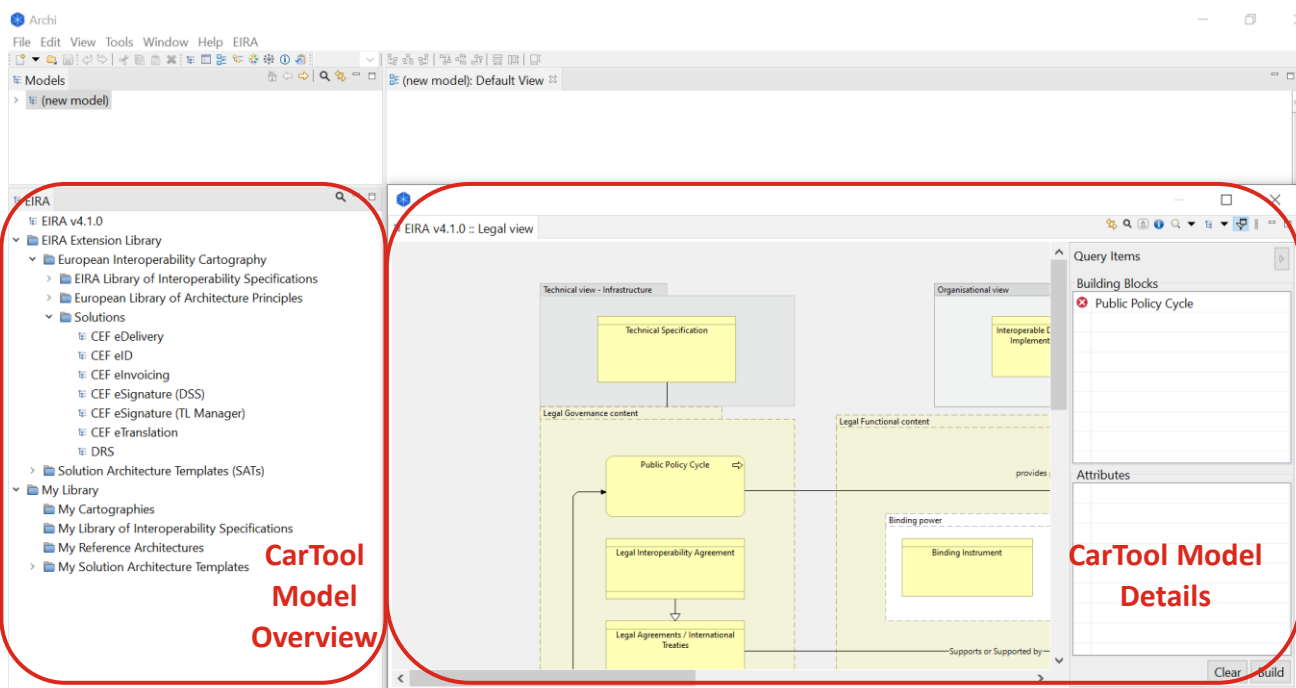 Archi
File Edit View Tools Window Help EIRA
Models
(new model)
(new model): Default View
EIRA
EIRA v4.1.0
EIRA Extension Library
European Interoperability Cartography
EIRA Library of Interoperability Specifications
European Library of Architecture Principles
Solutions
CEF eDelivery
CEF eID
CEF eInvoicing
CEF eSignature (DSS)
CEF eSignature (TL Manager)
CEF eTranslation
DRS
Solution Architecture Templates (SATs)
My Library
My Cartographies
My Library of Interoperability Specifications
My Reference Architectures
My Solution Architecture Templates
CarTool
Model
Overview
EIRA v4.1.0 :: Legal view
Technical view - Infrastructure
Technical Specification
Organisational view
Interoperable D
Implement
Legal Governance content
Public Policy Cycle
Legal Interoperability Agreement
Legal Agreements / International
Treaties
Legal Functional content
provides
Binding power
Binding Instrument
Supports or Supported by
Query Items
Building Blocks
Public Policy Cycle
Attributes
CarTool Model
Details
Clear Build